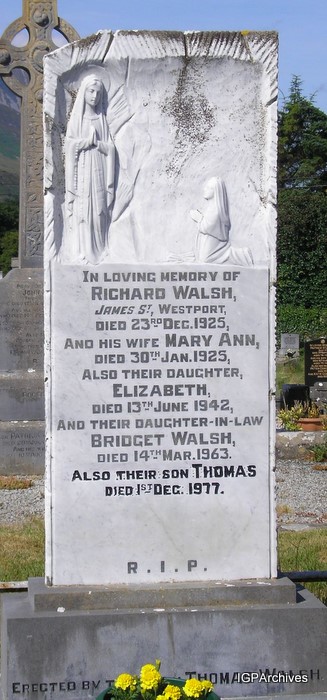 In Loving Memory of
Richard Walsh,
James St, Westport,
Died 23rd Dec. 1925,
And his wife Mary Ann,
Died 30th Jan. 1925,
Also their daughter,
Elizabeth,
Died 13th June 1942,
And their daughter-in-law
Bridget Walsh,
Died 14th Mar. 1963.
Also their son Thomas
Died 1st Dec. 1977.
R. I. P.
Erected by Thomas Walsh
IGPArchives